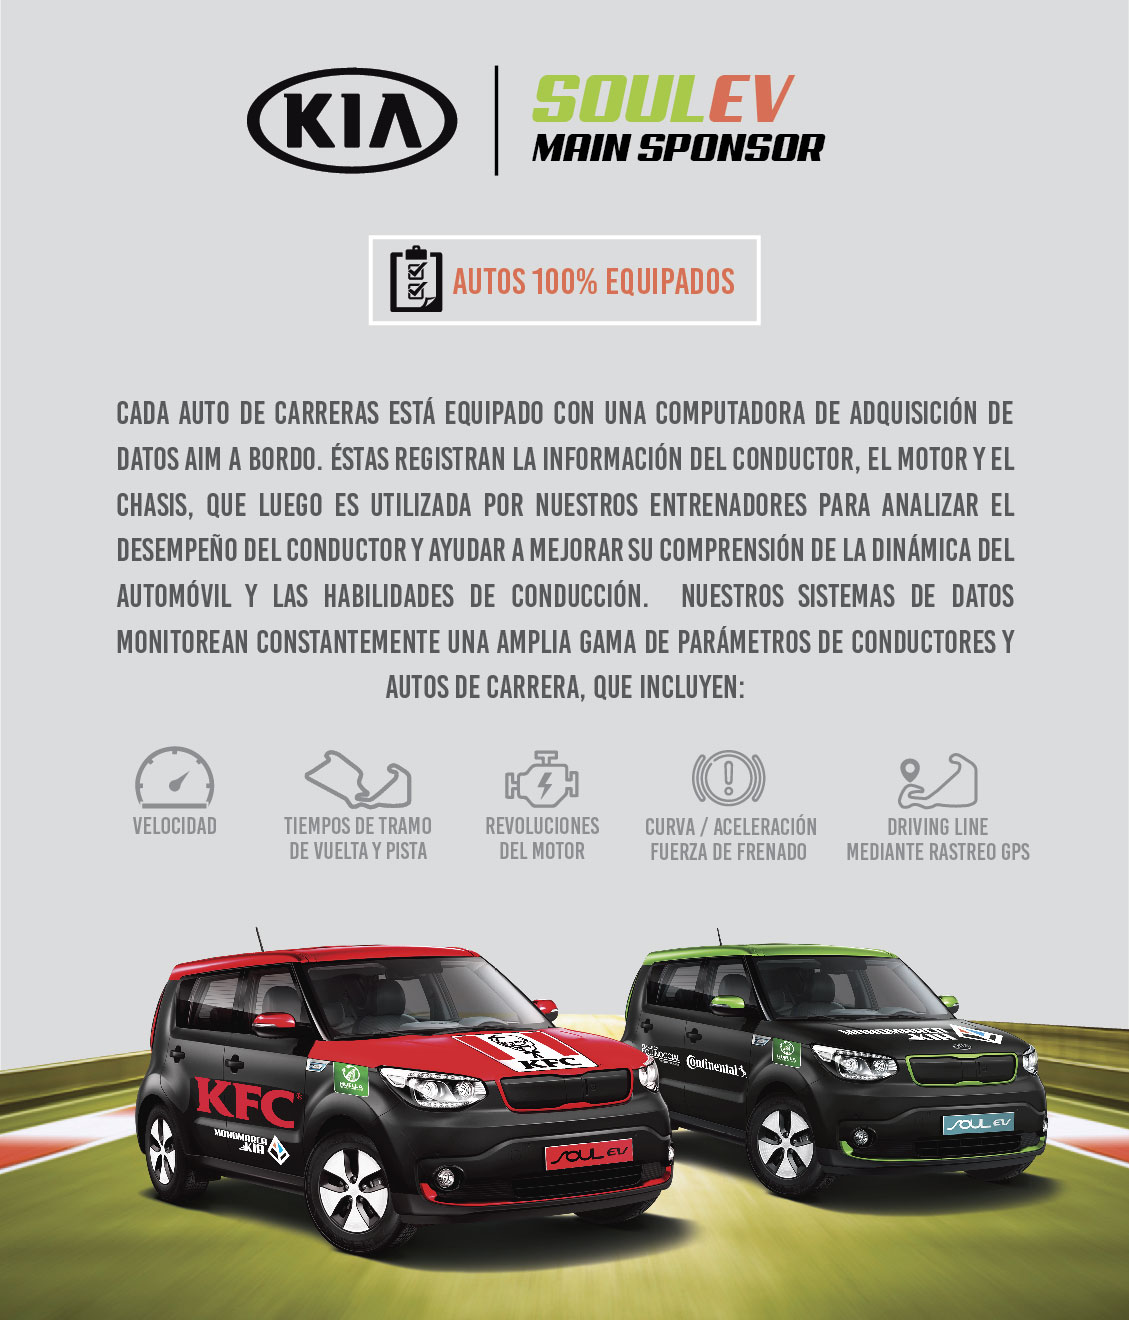 KIA
SOULEV
MAIN SPONSOR
AUTOS 100% EQUIPADOS
CADA AUTO DE CARRERAS ESTÁ EQUIPADO CON UNA COMPUTADORA DE ADQUISICIÓN DE
DATOS AIM A BORDO. ÉSTAS REGISTRAN LA INFORMACIÓN DEL CONDUCTOR, EL MOTOR Y EL
CHASIS, QUE LUEGO ES UTILIZADA POR NUESTROS ENTRENADORES PARA ANALIZAR EL
DESEMPEÑO DEL CONDUCTOR Y AYUDAR A MEJORAR SU COMPRENSIÓN DE LA DINÁMICA DEL
AUTOMÓVIL Y LAS HABILIDADES DE CONDUCCIÓN. NUESTROS SISTEMAS DE DATOS
MONITOREAN CONSTANTEMENTE UNA AMPLIA GAMA DE PARÁMETROS DE CONDUCTORES Y
AUTOS DE CARRERA, QUE INCLUYEN:
VELOCIDAD
TIEMPOS DE TRAMO
DE VUELTA Y PISTA
REVOLUCIONES
DEL MOTOR
CURVA / ACELERACIÓN
FUERZA DE FRENADO
DRIVING LINE
MEDIANTE RASTREO GPS
KFC
KFC®
MONOMARCA
KIA
SOUL EV
MONOMARCA
KIA
KIA
Continental
SOUL EV